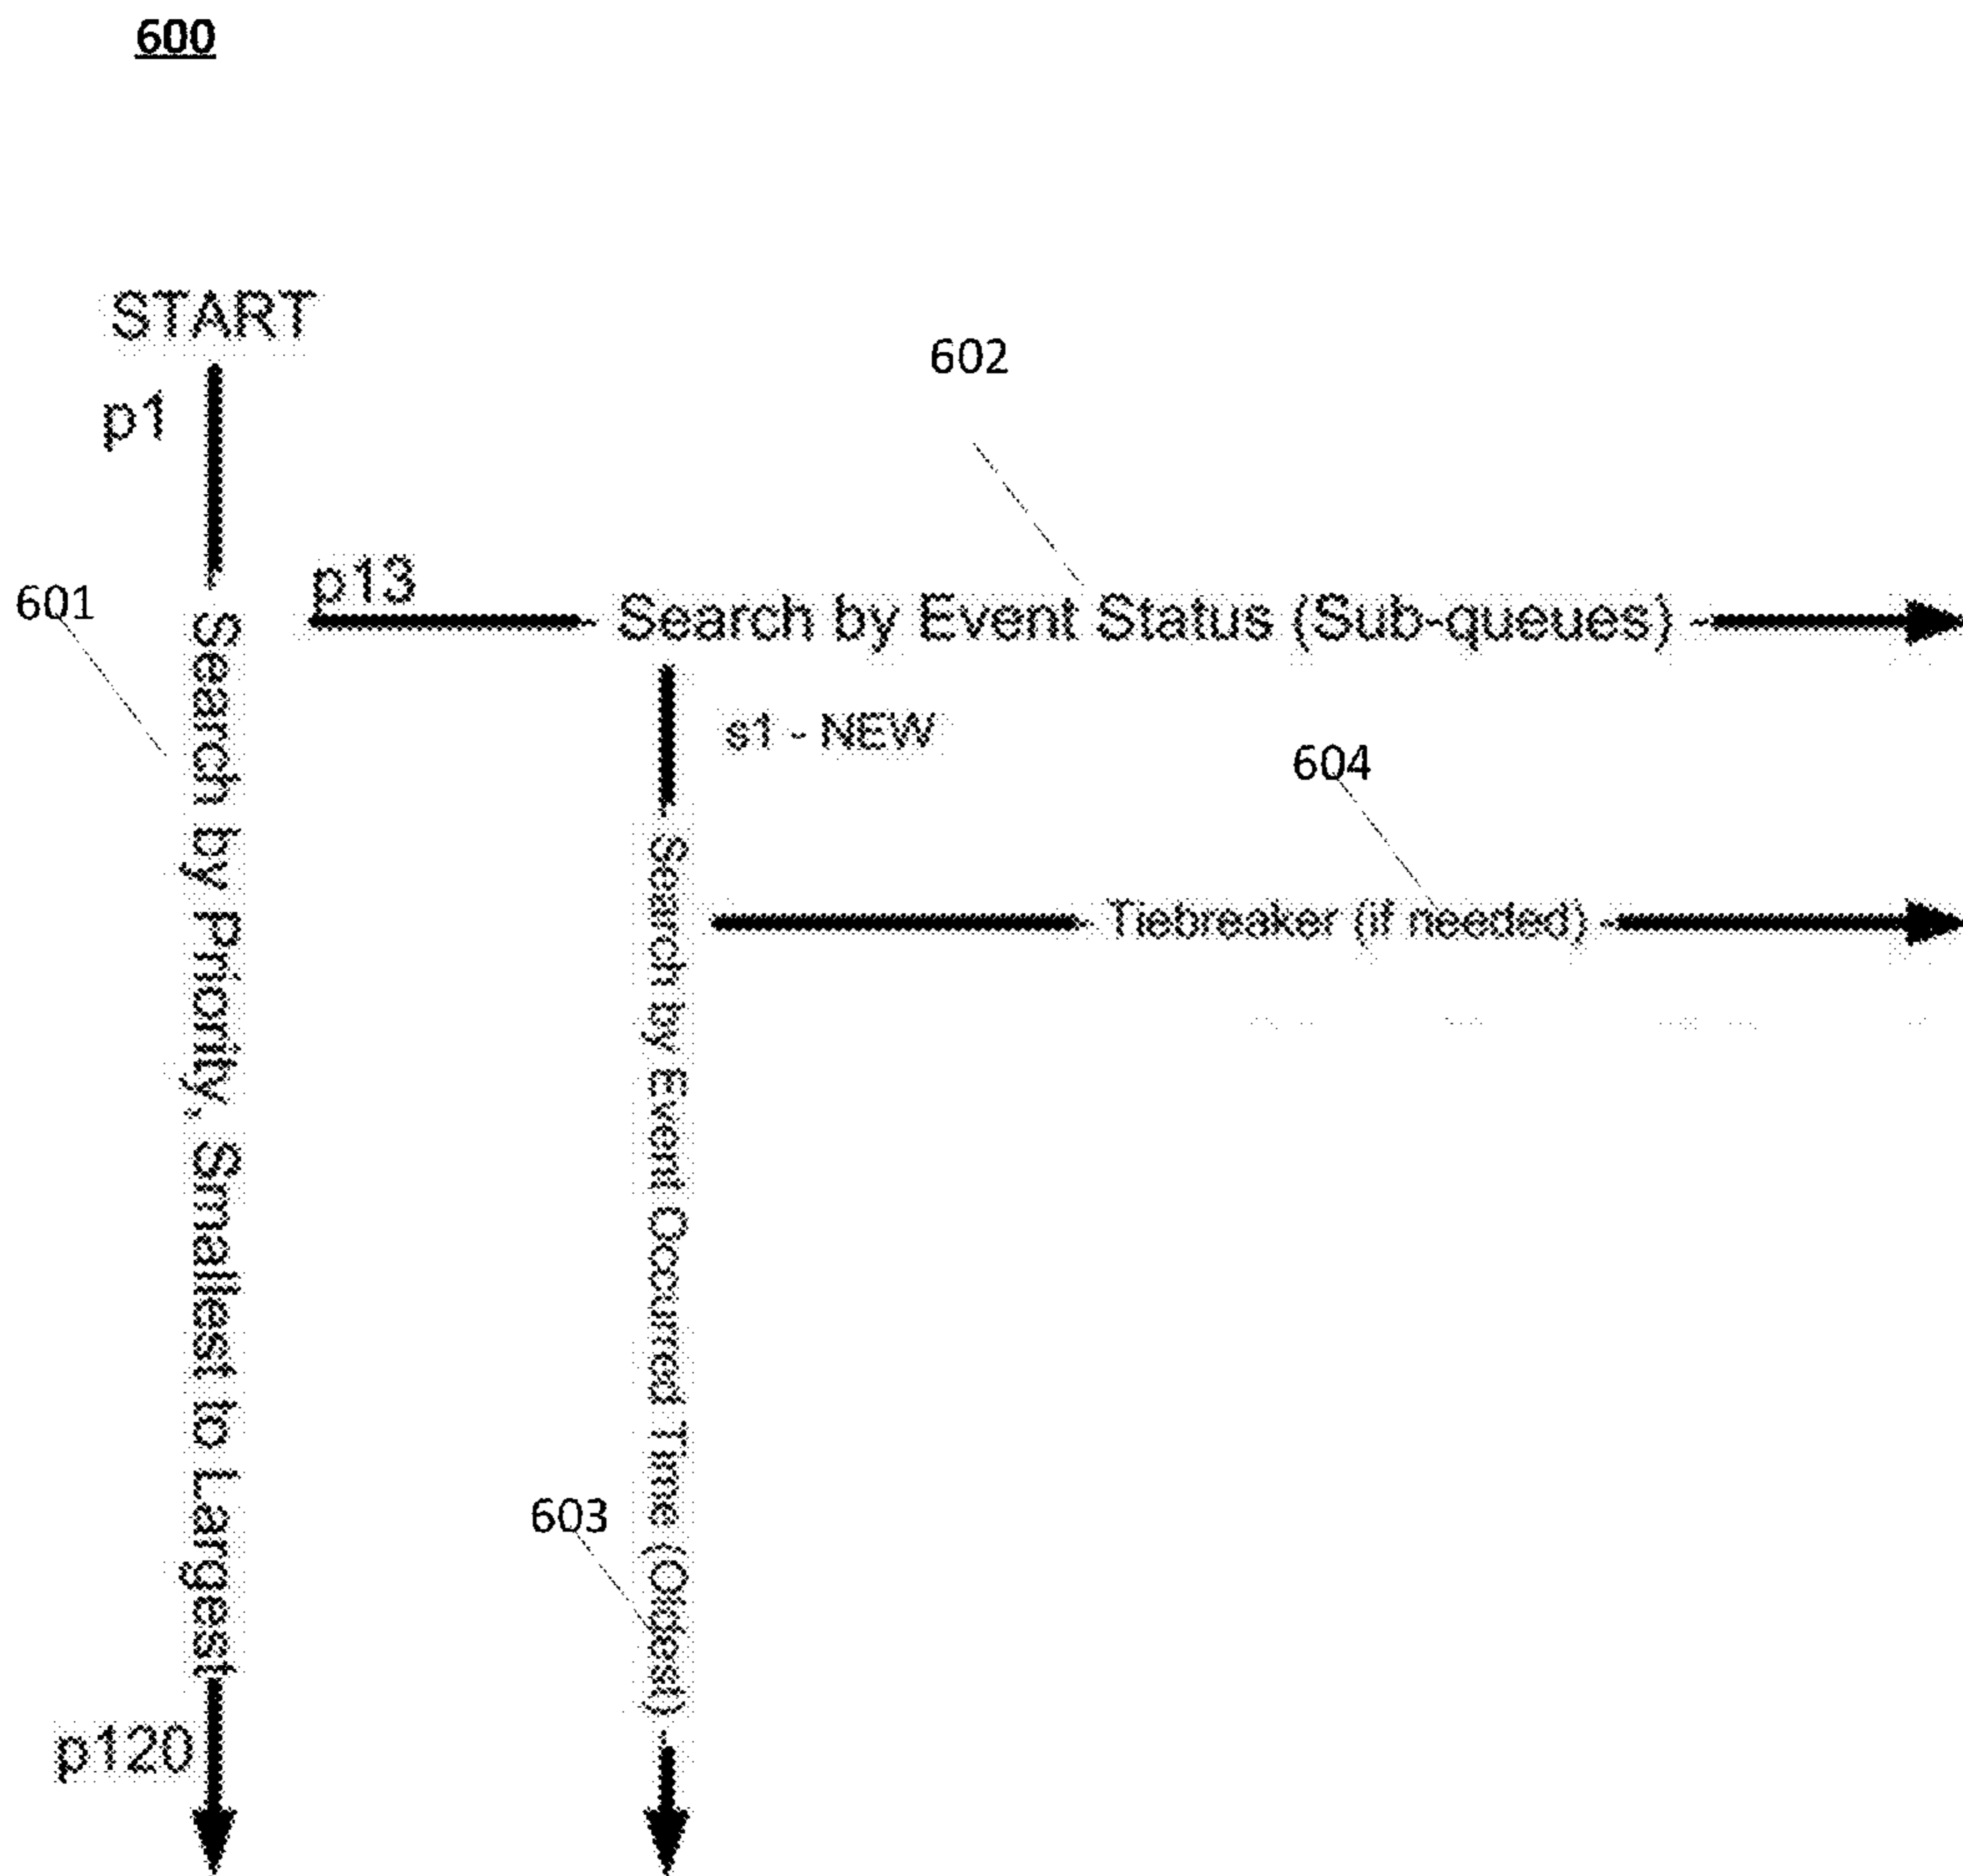 600
START
p1
602
p13
601
Search by Event Status (Sub-queues)
s1 - NEW
604
Search by Priority, Smallest to Largest
Tiebreaker (if needed)
Search by Event Occurred Time (Oldest)
603
p120